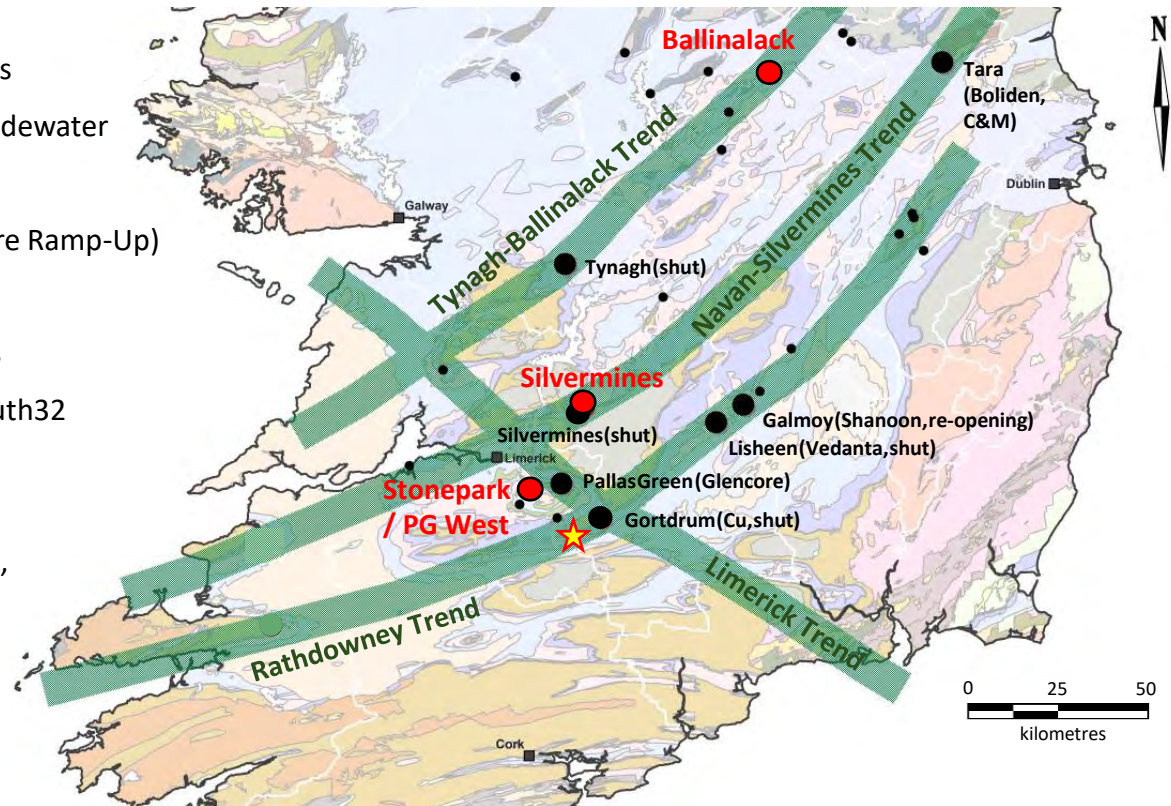 s
dewater
re Ramp-Up)
uth32
,
N
Ballinalack
Tara
(Boliden,
C&M)
Dublin
Galway
Tynagh-Ballinalack Trend
Navan-Silvermines Trend
Tynagh(shut)
Silvermines
Silvermines(shut)
Limerick
Galmoy(Shanoon,re-opening)
Lisheen(Vedanta,shut)
Stonepark
/ PG West
PallasGreen(Glencore)
Gortdrum(Cu,shut)
Rathdowney Trend
Limerick Trend
Cork
0 25 50
kilometres